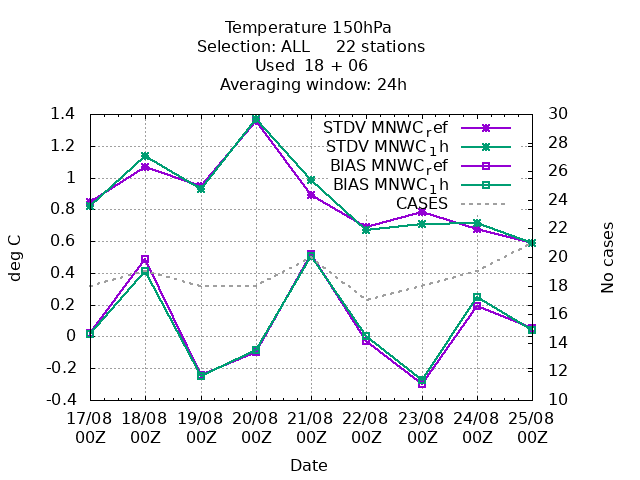 Temperature 150hPa
Selection: ALL     22 stations
Used  18 + 06
Averaging window: 24h
1.4
1.2
1
0.8
0.6
0.4
0.2
0
-0.2
-0.4
deg C
30
28
26
24
22
20
18
16
14
12
10
No cases
STDV MNWC_ref
STDV MNWC_1h
BIAS MNWC_ref
BIAS MNWC_1h
CASES
17/08 18/08 19/08 20/08 21/08 22/08 23/08 24/08 25/08
00Z 00Z 00Z 00Z 00Z 00Z 00Z 00Z 00Z
Date